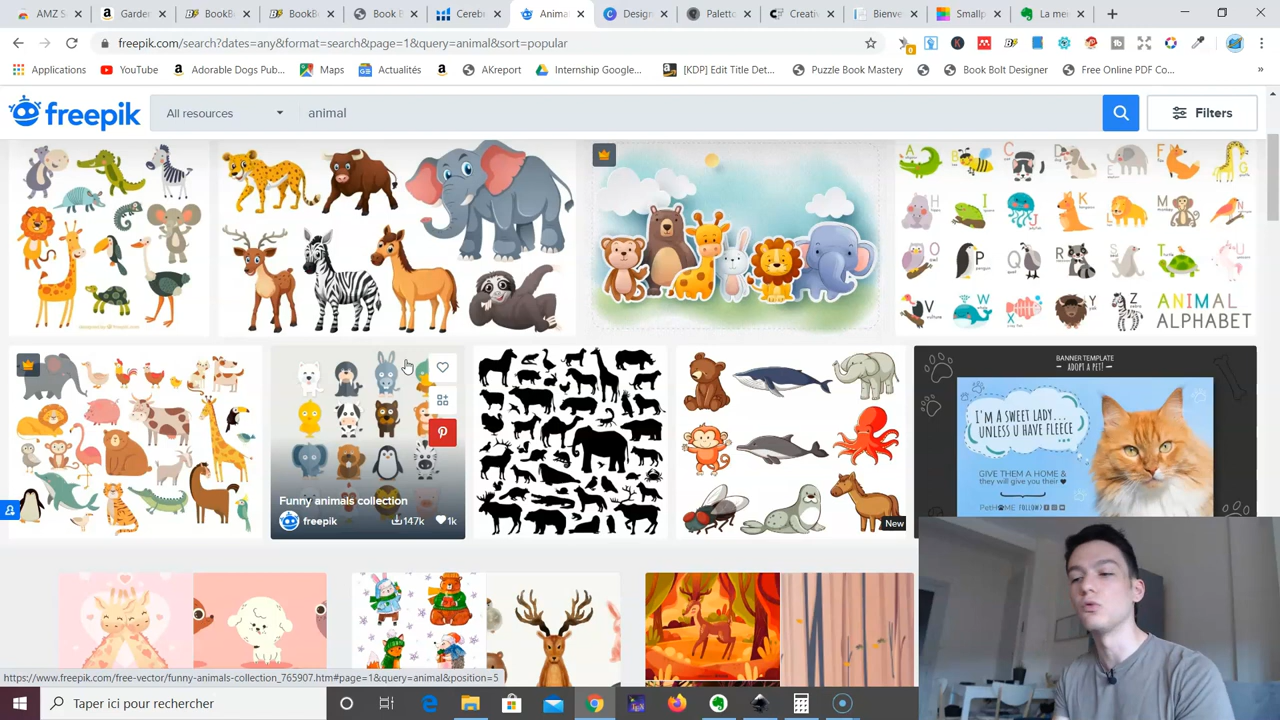 AMZ S
Garde
BookB
BookB
Book B
Cereb
Anima
Design
Paletto
Creativ
Bienve
Smallp
La mei
freepik.com/search?dates=any&format=search&page=1&query=animal&sort=popular
Applications
YouTube
Adorable Dogs Pub...
Maps
Actualités
AKreport
Internship Google...
[KDP] Edit Title Det...
Puzzle Book Mastery
Book Bolt Designer
Free Online PDF Co...
freepik
All resources
animal
Filters
ANIMAL
ALPHABET
Funny animals collection
freepik
147k
1k
New
BANNER TEMPLATE
ADOPT A PET!
I'M A SWEET LADY...
UNLESS U HAVE FLEECE
GIVE THEM A HOME &
they will give you their
PetHOME FOLLOW
https://www.freepik.com/free-vector/funny-animals-collection_765907.htm#page=1&query=animal&position=5
Taper ici pour rechercher